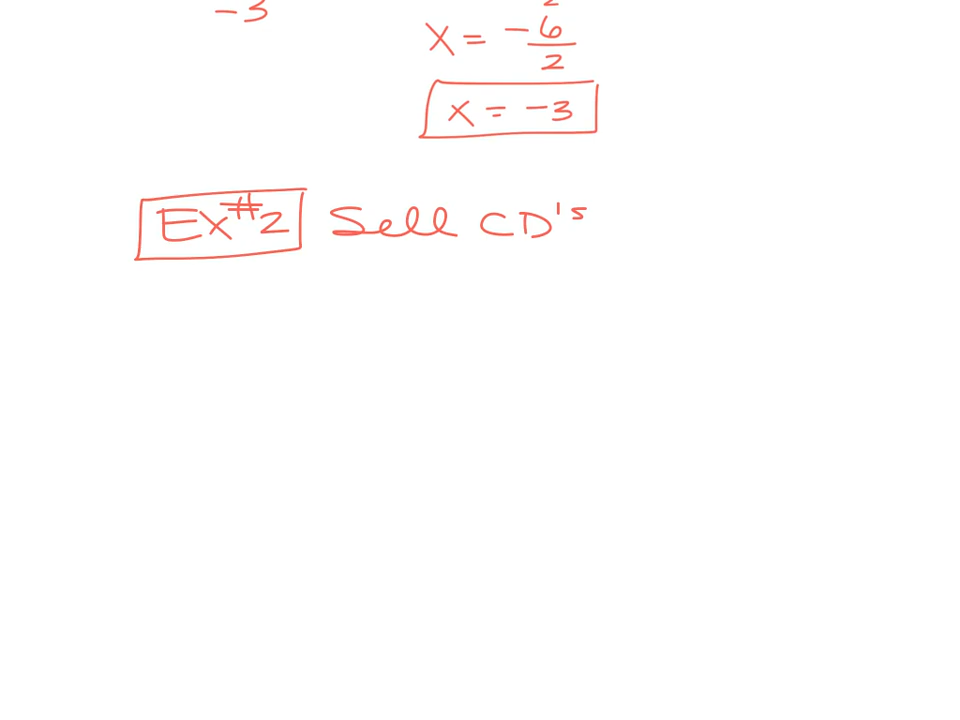 -3
x = -6/2
x = -3
Ex#2 Sell CD's